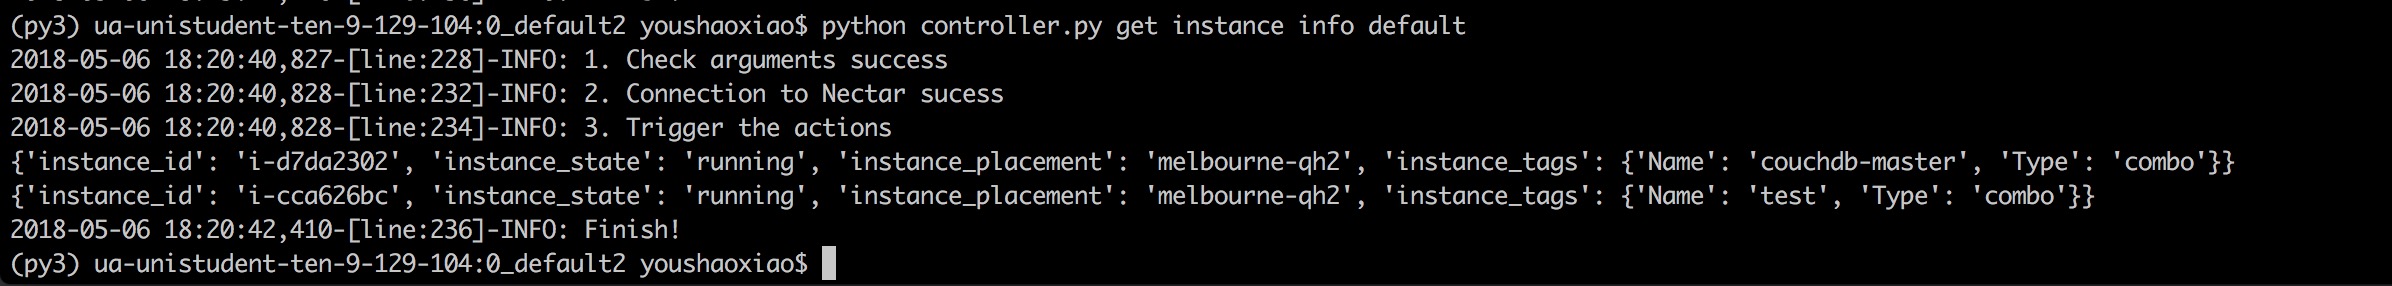 (py3) ua-unistudent-ten-9-129-104:0_default2 youshaoxiao$ python controller.py get instance info default
2018-05-06 18:20:40,827-[line:228]-INFO: 1. Check arguments success
2018-05-06 18:20:40,828-[line:232]-INFO: 2. Connection to Nectar sucess
2018-05-06 18:20:40,828-[line:234]-INFO: 3. Trigger the actions
{'instance_id': 'i-d7da2302', 'instance_state': 'running', 'instance_placement': 'melbourne-qh2', 'instance_tags': {'Name': 'couchdb-master', 'Type': 'combo'}}
{'instance_id': 'i-cca626bc', 'instance_state': 'running', 'instance_placement': 'melbourne-qh2', 'instance_tags': {'Name': 'test', 'Type': 'combo'}}
2018-05-06 18:20:42,410-[line:236]-INFO: Finish!
(py3) ua-unistudent-ten-9-129-104:0_default2 youshaoxiao$